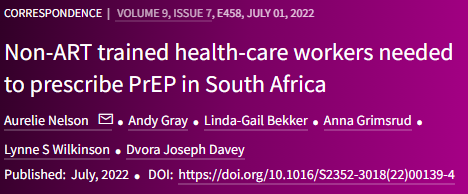 CORRESPONDENCE | VOLUME 9, ISSUE 7, E458, JULY 01, 2022
Non-ART trained health-care workers needed
to prescribe PrEP in South Africa
Aurelie Nelson • Andy Gray • Linda-Gail Bekker • Anna Grimsrud •
Lynne S Wilkinson • Dvora Joseph Davey
Published: July, 2022 • DOI: https://doi.org/10.1016/S2352-3018(22)00139-4